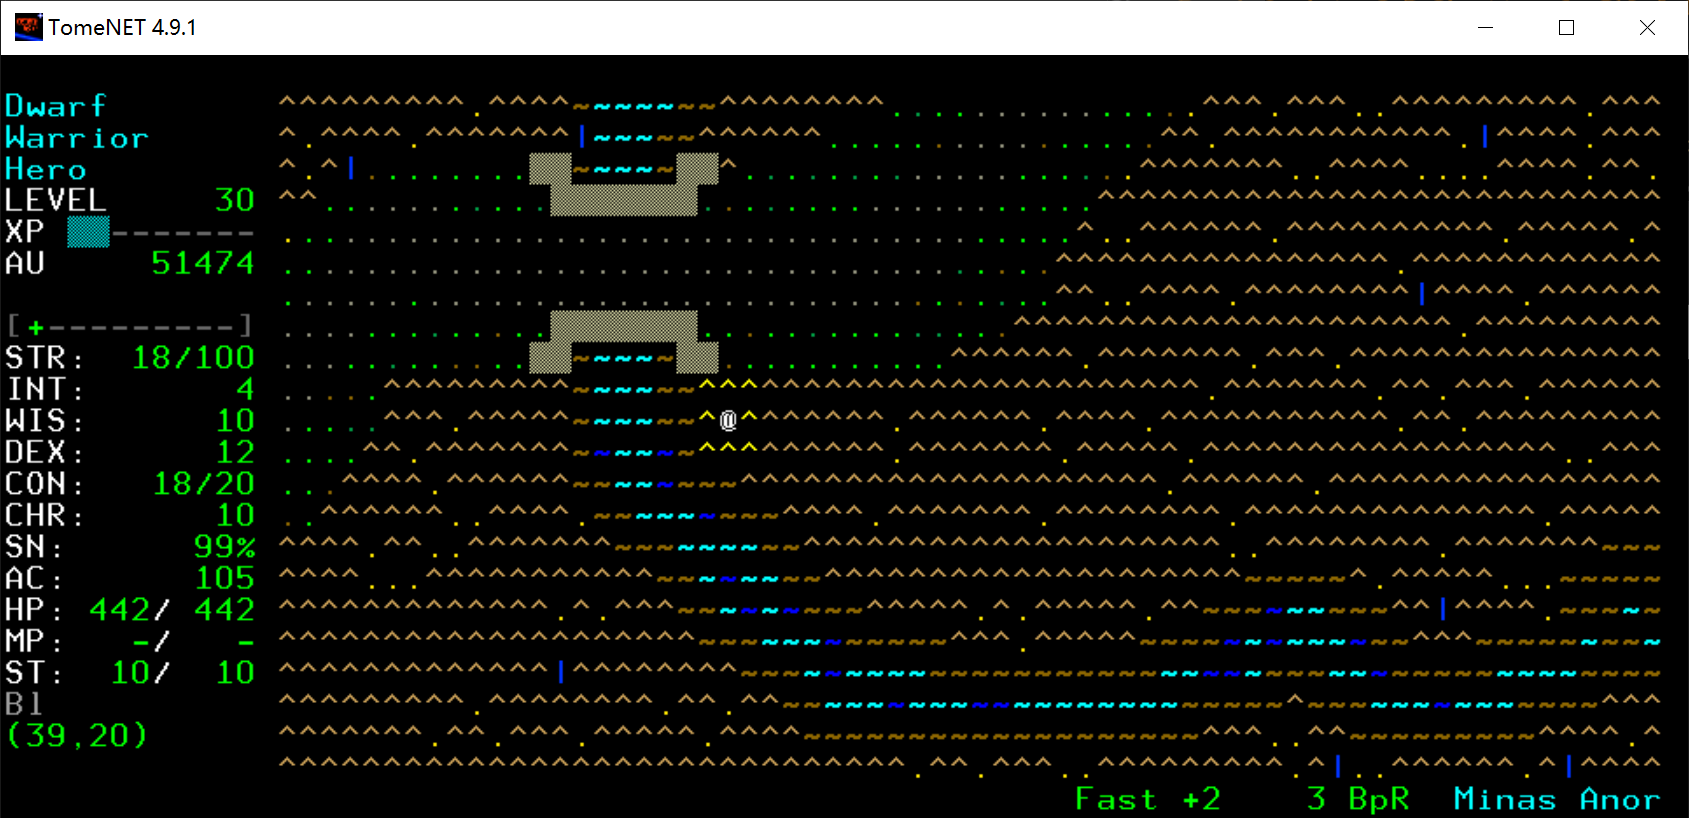 TomeNET 4.9.1
Dwarf
Warrior
Hero
LEVEL 30
XP
AU 51474
[+---------]
STR: 18/100
INT: 4
WIS: 10
DEX: 12
CON: 18/20
CHR: 10
SN: 99%
AC: 105
HP: 442/ 442
MP: -/ -
ST: 10/ 10
Bl
(39,20)
@
Fast +2 3 BpR Minas Anor